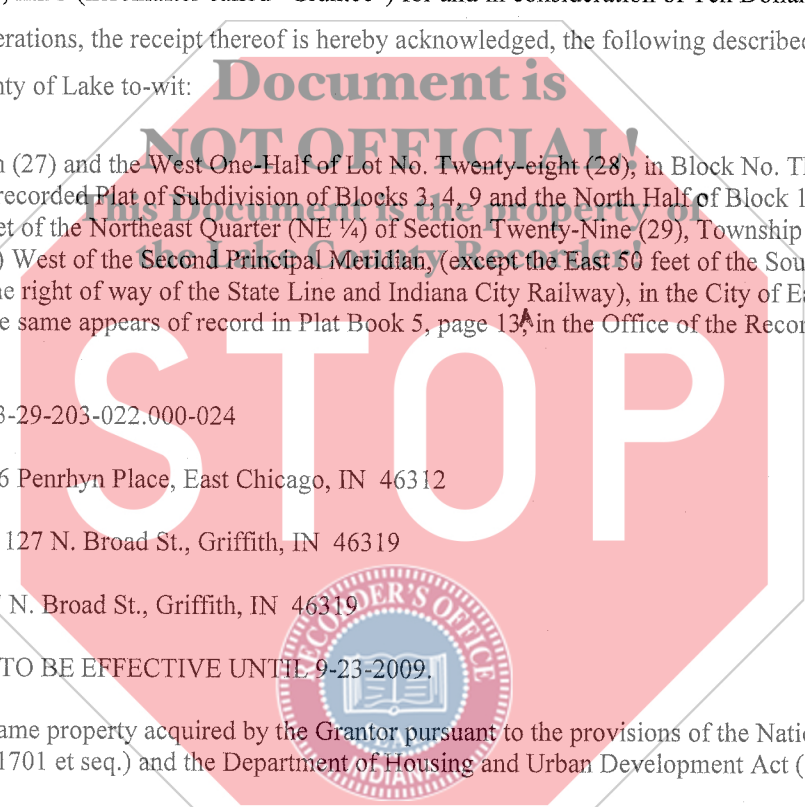 erations, the receipt thereof is hereby acknowledged, the following described
nty of Lake to-wit:
Document is
NOT OFFICIAL!
This Document is the property of
the Lake County Recorder!
(27) and the West One-Half of Lot No. Twenty-eight (28), in Block No.
recorded Plat of Subdivision of Blocks 3, 4, 9 and the North Half of Block 1
et of the Northeast Quarter (NE ¼) of Section Twenty-Nine (29), Township
) West of the Second Principal Meridian, (except the East 50 feet of the Sou
e right of way of the State Line and Indiana City Railway), in the City of Ea
e same appears of record in Plat Book 5, page 13, A in the Office of the Recor
STOP
-29-203-022.000-024
6 Penrhyn Place, East Chicago, IN 46312
127 N. Broad St., Griffith, IN 46319
N. Broad St., Griffith, IN 46319
TO BE EFFECTIVE UNTIL 9-23-2009.
RECORDER'S OFFICE
INDIANA
ame property acquired by the Grantor pursuant to the provisions of the Natio
1701 et seq.) and the Department of Housing and Urban Development Act (